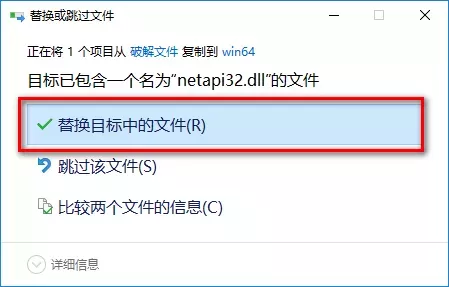 替换或跳过文件
正在将 1 个项目从 破解文件 复制到 win64
目标已包含一个名为“netapi32.dll”的文件
替换目标中的文件(R)
跳过该文件(S)
比较两个文件的信息(C)
详细信息